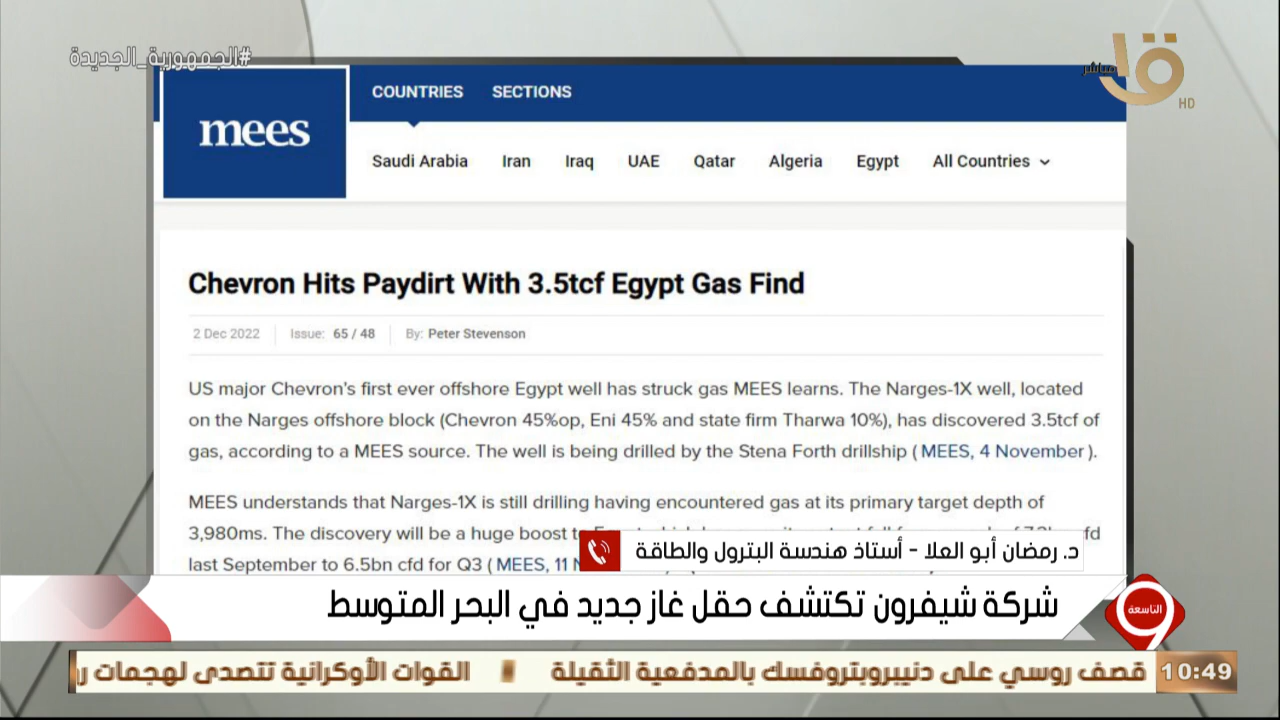 #الجمهورية_الجديدة
مباشر
HD
mees
COUNTRIES SECTIONS
Saudi Arabia Iran Iraq UAE Qatar Algeria Egypt All Countries
Chevron Hits Paydirt With 3.5tcf Egypt Gas Find
2 Dec 2022 Issue: 65 / 48 By: Peter Stevenson
US major Chevron's first ever offshore Egypt well has struck gas MEES learns. The Narges-1X well, located
on the Narges offshore block (Chevron 45%op, Eni 45% and state firm Tharwa 10%), has discovered 3.5tcf of
gas, according to a MEES source. The well is being drilled by the Stena Forth drillship ( MEES, 4 November ).
MEES understands that Narges-1X is still drilling having encountered gas at its primary target depth of
3,980ms. The discovery will be a huge boost
last September to 6.5bn cfd for Q3 ( MEES, 11
د. رمضان أبو العلا - أستاذ هندسة البترول والطاقة
شركة شيفرون تكتشف حقل غاز جديد في البحر المتوسط
التاسعة
9
قصف روسي على دنيبروبتروفسك بالمدفعية الثقيلة القوات الأوكرانية تتصدى لهجمات
10:49